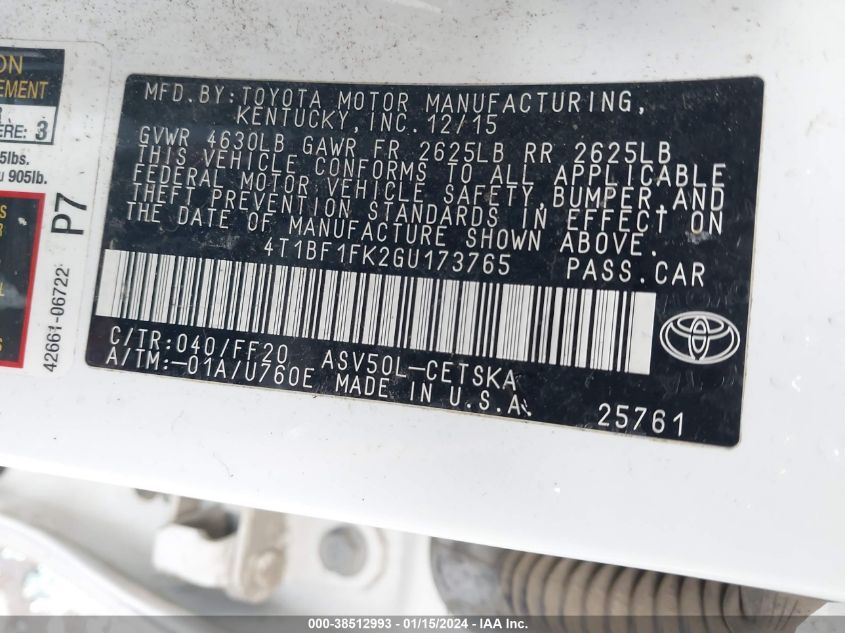 ON
EMENT
ERE: 3
5lbs.
905lb.
P7
42661-06722
MFD. BY: TOYOTA MOTOR MANUFACTURING,
KENTUCKY, INC. 12/15
GVWR 4630LB GAWR FR 2625LB RR 2625LB
THIS VEHICLE CONFORMS TO ALL APPLICABLE
FEDERAL MOTOR VEHICLE SAFETY, BUMPER, AND
THEFT PREVENTION STANDARDS IN EFFECT ON
THE DATE OF MANUFACTURE SHOWN ABOVE.
4T1BF1FK2GU173765 PASS.CAR
C/TR:040/FF20 ASV50L-CETSKA
A/TM:-01A/U760E MADE IN U.S.A.
25761
000-38512993 - 01/15/2024 - IAA Inc.